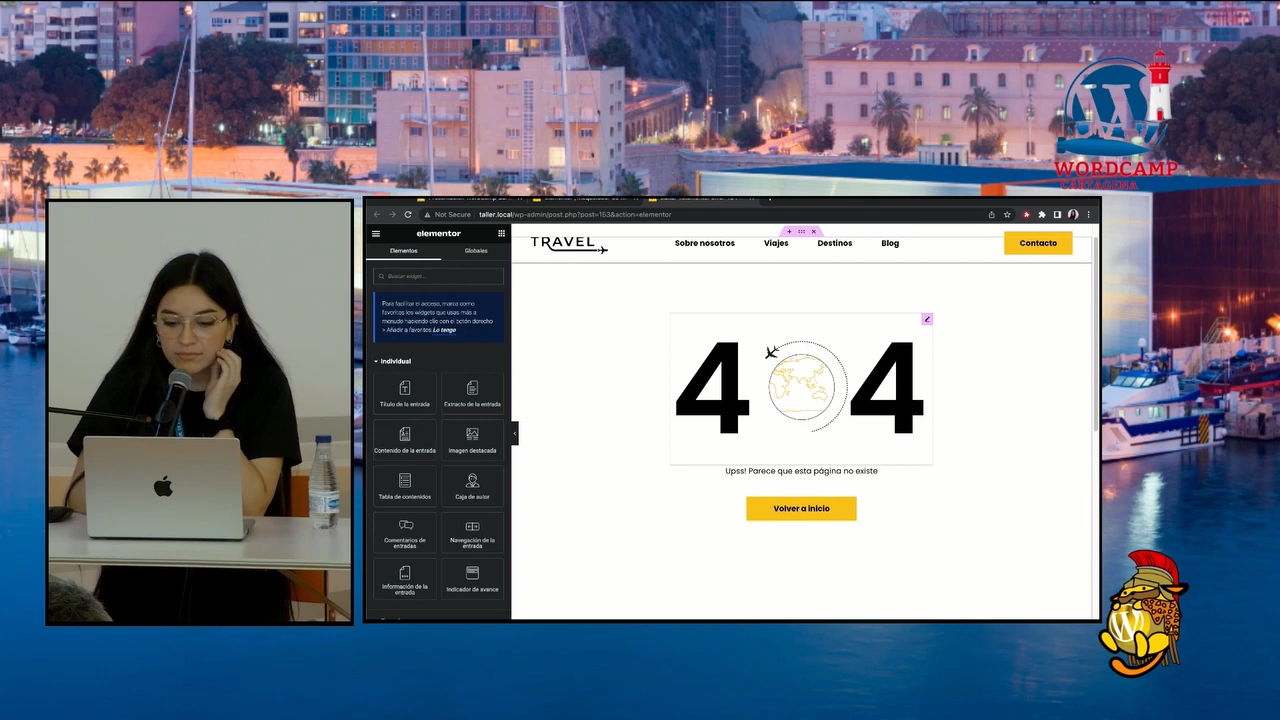 WORDCAMP
CARTAGENA
Not Secure
taller.local/wp-admin/post.php?post=153&action=elementor
elementor
Elementos
Globales
Buscar widget...
Para facilitar el acceso, marca como
favoritos los widgets que usas más a
menudo haciendo clic con el botón derecho
> Añadir a favoritos Lo tengo
Individual
Título de la entrada
Extracto de la entrada
Contenido de la entrada
Imagen destacada
Tabla de contenidos
Caja de autor
Comentarios de
entradas
Navegación de la
entrada
Información de la
entrada
Indicador de avance
TRAVEL
Sobre nosotros
Viajes
Destinos
Blog
Contacto
4 4
Upss! Parece que esta página no existe
Volver a inicio